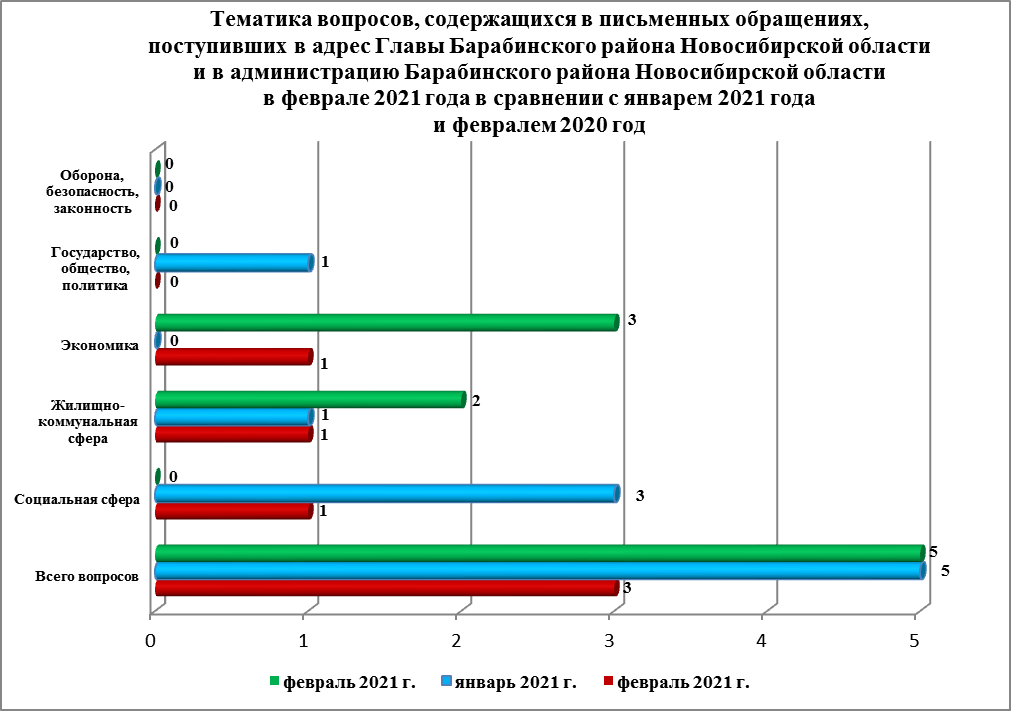 Тематика вопросов, содержащихся в письменных обращениях,
поступивших в адрес Главы Барабинского района Новосибирской области
и в администрацию Барабинского района Новосибирской области
в феврале 2021 года в сравнении с январем 2021 года
и февралем 2020 год
Оборона,
безопасность,
законность
0
0
0
Государство,
общество,
политика
0
1
0
Экономика
3
0
1
Жилищно-
коммунальная
сфера
2
1
1
Социальная сфера
0
3
1
Всего вопросов
5
5
3
0 1 2 3 4 5
февраль 2021 г. январь 2021 г. февраль 2021 г.